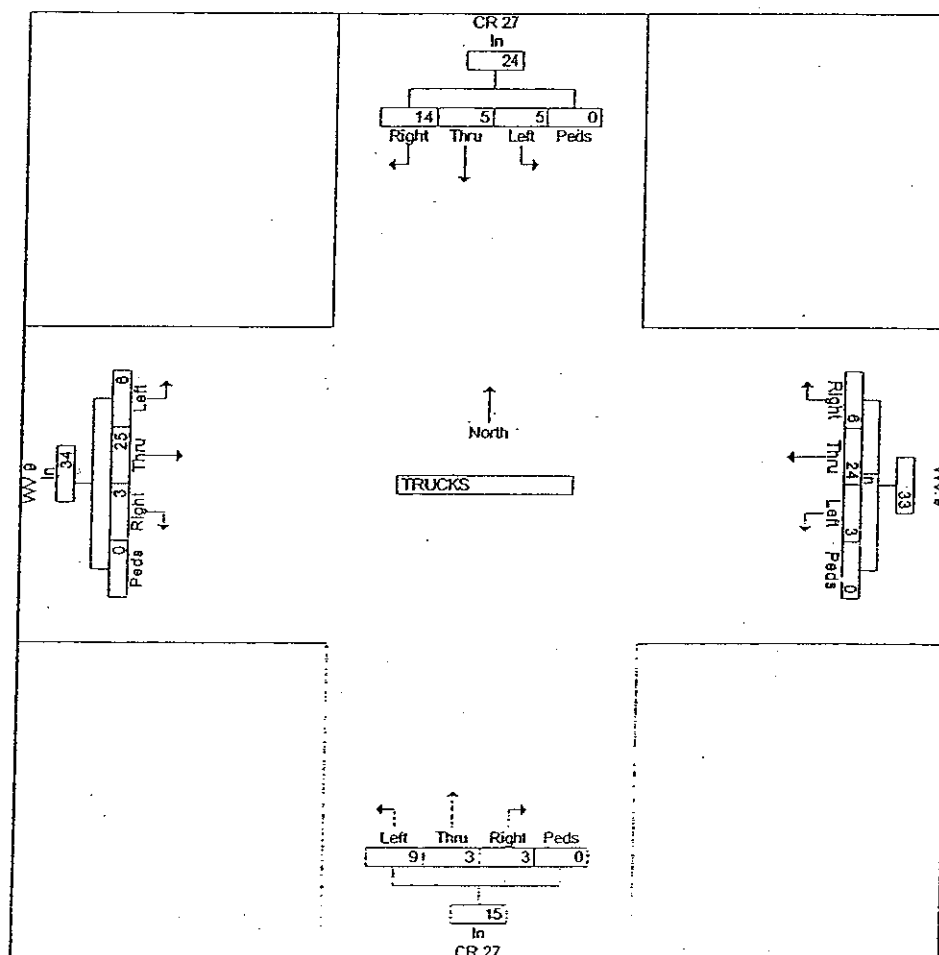 CR 27
In
24
14 5 5 0
Right Thru Left Peds
WV 9
In
34
6 25 3 0
Left Thru Right Peds
North
TRUCKS
Right Thru Left Peds
6 24 3 0
In
33
Left Thru Right Peds
9 3 3 0
15
In
CR 27